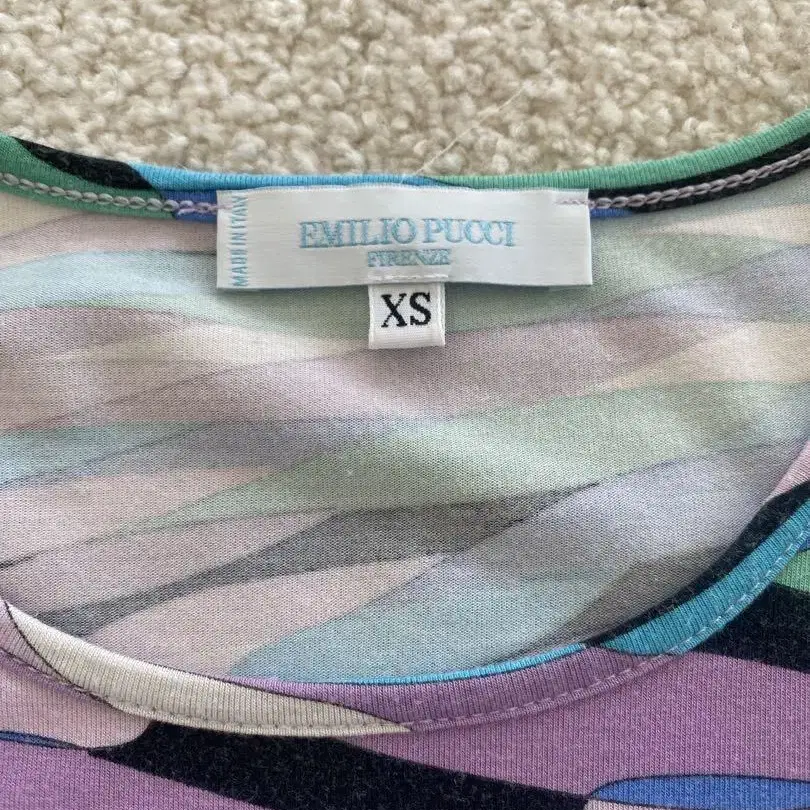 MADE IN ITALY
EMILIO PUCCI
FIRENZE
XS